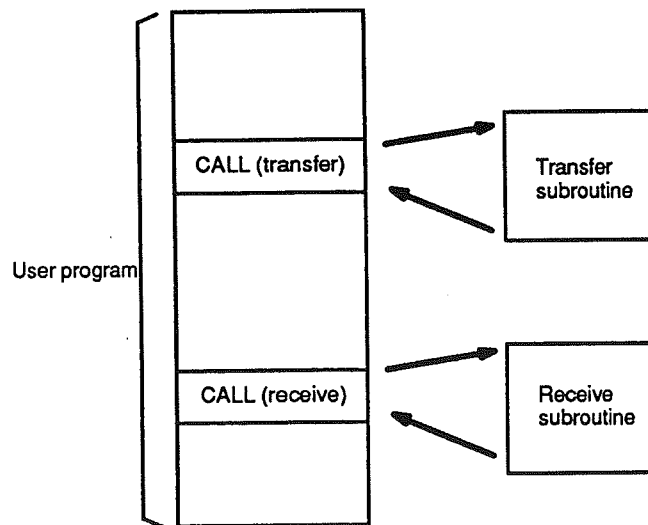 CALL (transfer)
Transfer
subroutine
User program
CALL (receive)
Receive
subroutine